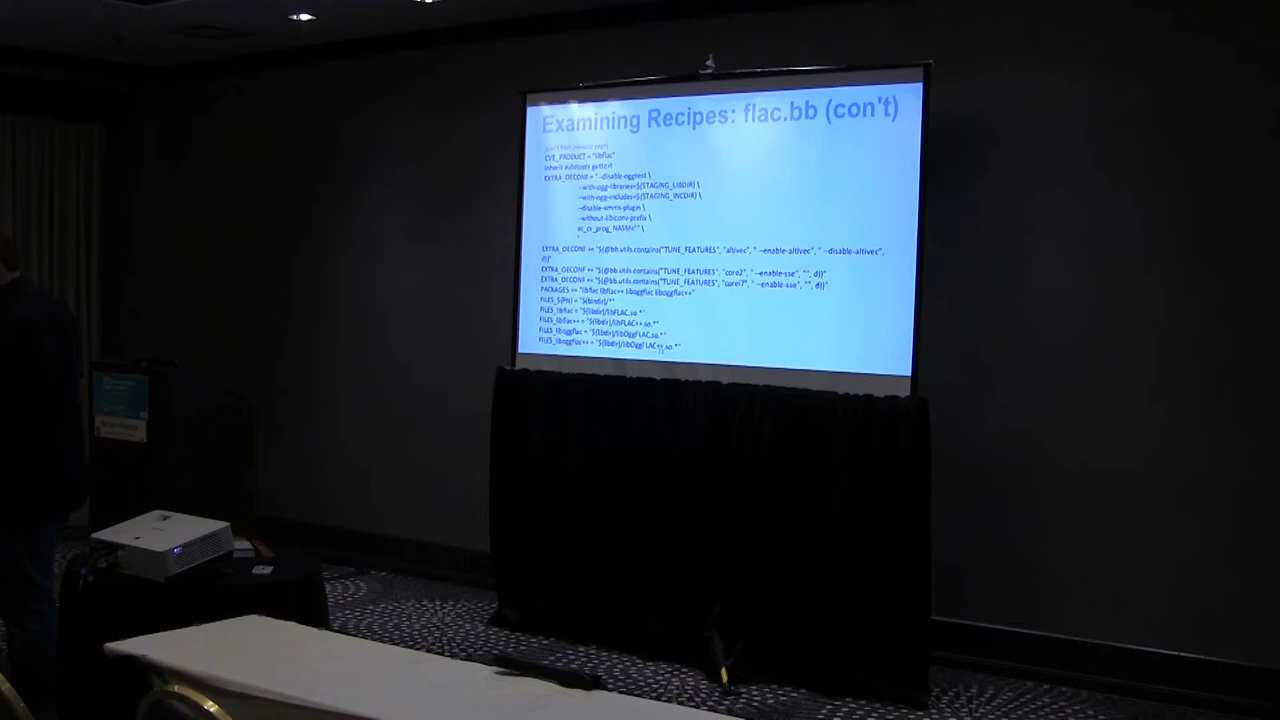 Examining Recipes: flac.bb (con't)
(con't from previous page)
CVE_PRODUCT = "libflac"
inherit autotools gettext
EXTRA_OECONF = "--disable-oggtest \
--with-ogg-libraries=${STAGING_LIBDIR} \
--with-ogg-includes=${STAGING_INCDIR} \
--disable-xmms-plugin \
--without-libiconv-prefix \
ac_cv_prog_NASM="" \
"
EXTRA_OECONF += "${@bb.utils.contains("TUNE_FEATURES", "altivec", " --enable-altivec", " --disable-altivec",
d)}"
EXTRA_OECONF += "${@bb.utils.contains("TUNE_FEATURES", "core2", " --enable-sse", "", d)}"
EXTRA_OECONF += "${@bb.utils.contains("TUNE_FEATURES", "corei7", " --enable-sse", "", d)}"
PACKAGES += "libflac libflac++ liboggflac liboggflac++"
FILES_${PN} = "${bindir}/*"
FILES_libflac = "${libdir}/libFLAC.so.*"
FILES_libflac++ = "${libdir}/libFLAC++.so.*"
FILES_liboggflac = "${libdir}/libOggFLAC.so.*"
FILES_liboggflac++ = "${libdir}/libOggFLAC++.so.*"